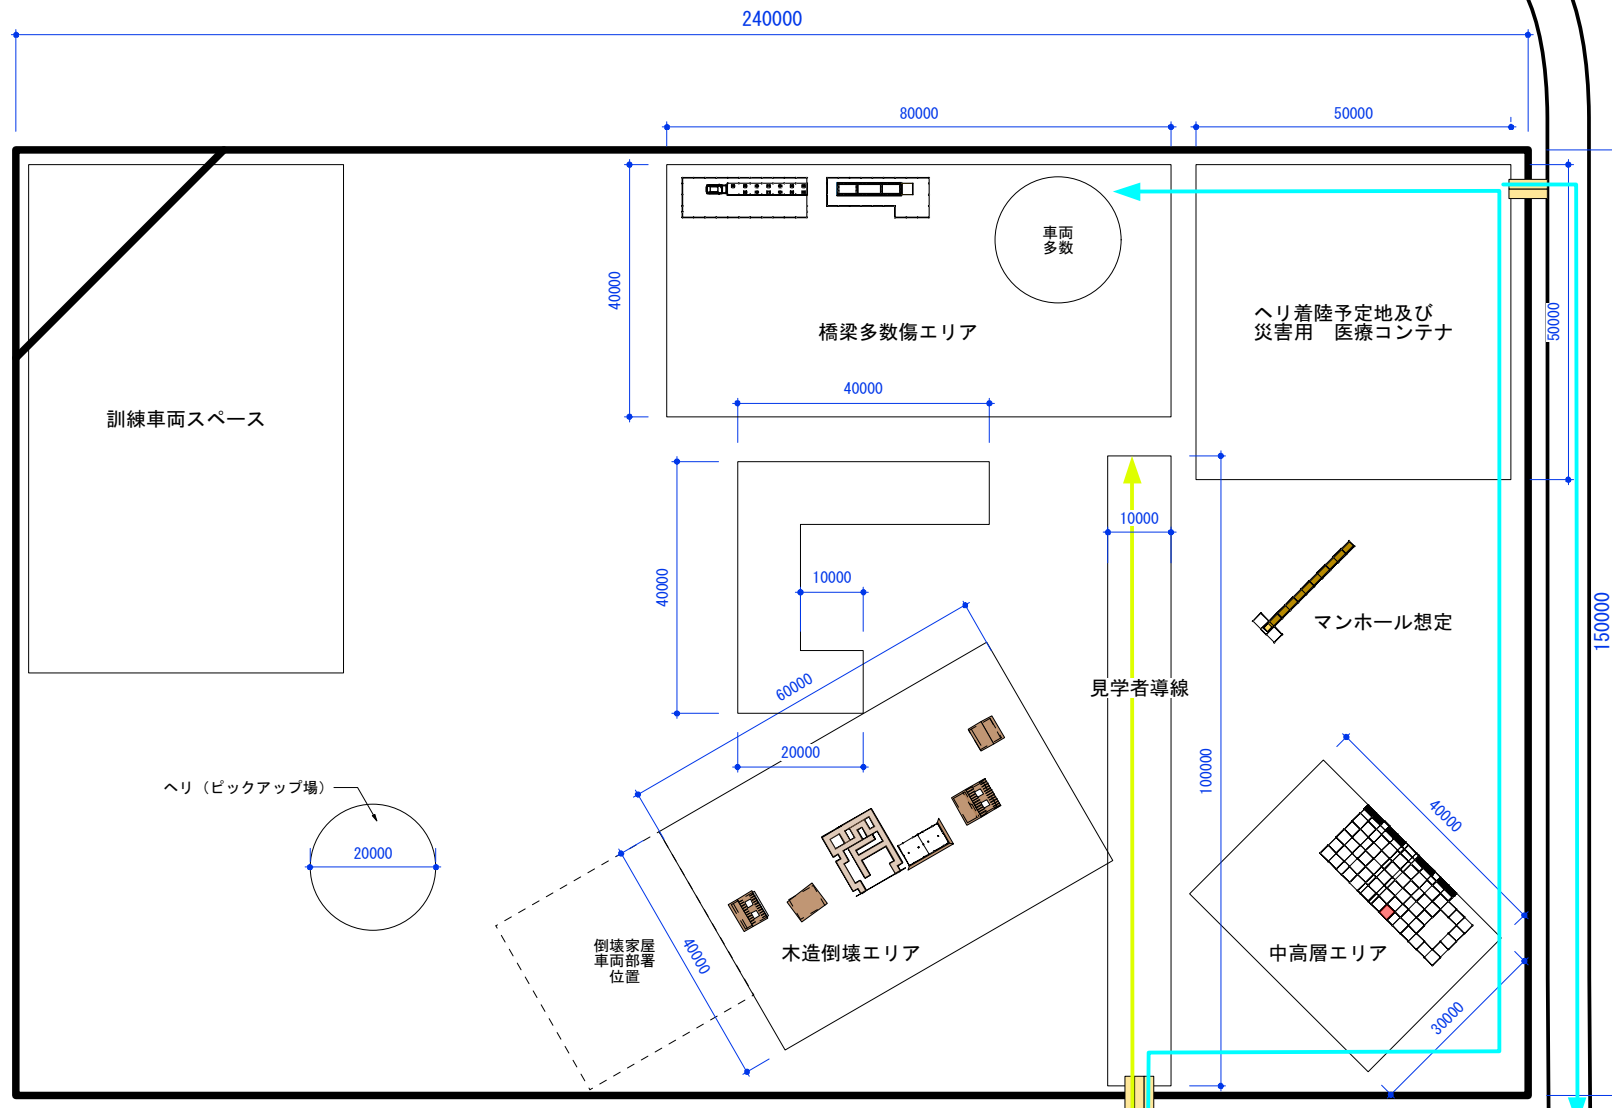 240000
80000
50000
車両
多数
40000
橋梁多数傷エリア
ヘリ着陸予定地及び
災害用　医療コンテナ
50000
40000
訓練車両スペース
10000
40000
10000
マンホール想定
150000
60000
見学者導線
20000
100000
ヘリ（ピックアップ場）
40000
20000
倒壊家屋
車両部署
位置
40000
木造倒壊エリア
中高層エリア
30000